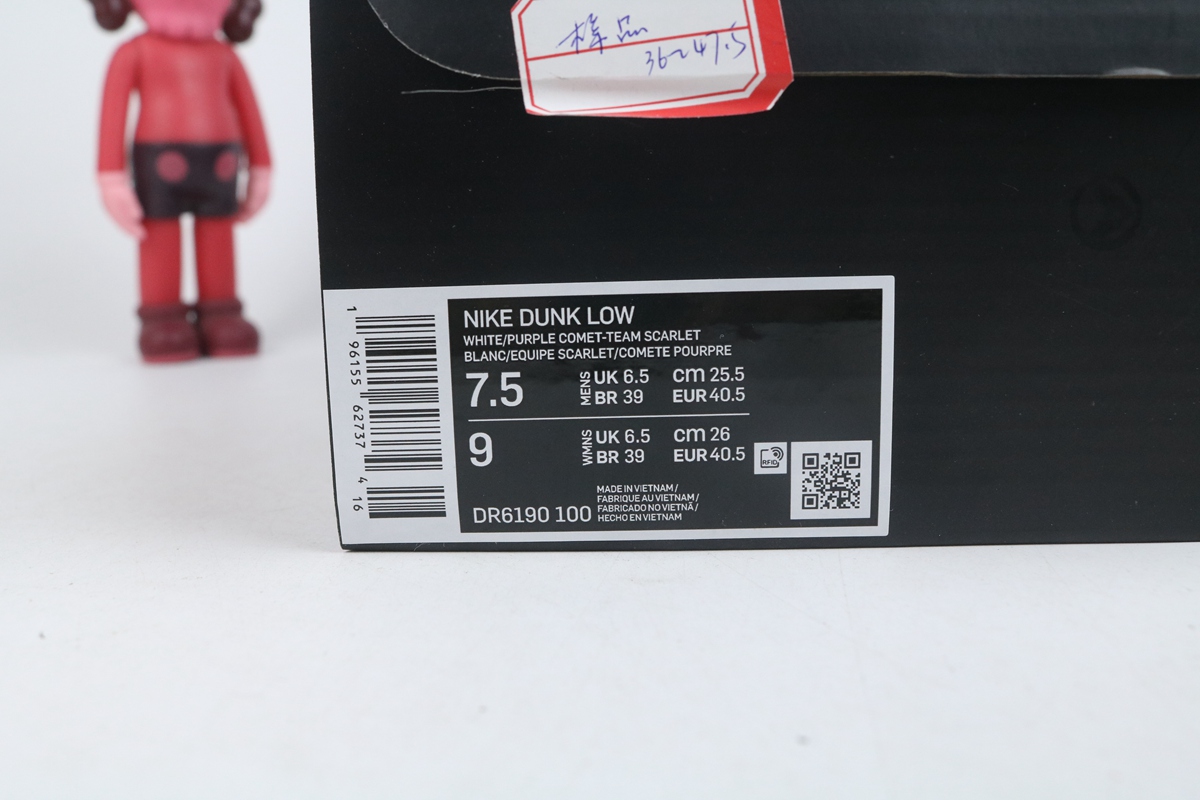 样品
36~47.5
NIKE DUNK LOW
WHITE/PURPLE COMET-TEAM SCARLET
BLANC/EQUIPE SCARLET/COMETE POURPRE
7.5 MENS UK 6.5 cm 25.5
BR 39 EUR 40.5
9 WMNS UK 6.5 cm 26
BR 39 EUR 40.5
RFID
MADE IN VIETNAM /
FABRIQUE AU VIETNAM /
FABRICADO NO VIETNÃ /
HECHO EN VIETNAM
DR6190 100
1 96155 62737 4 16